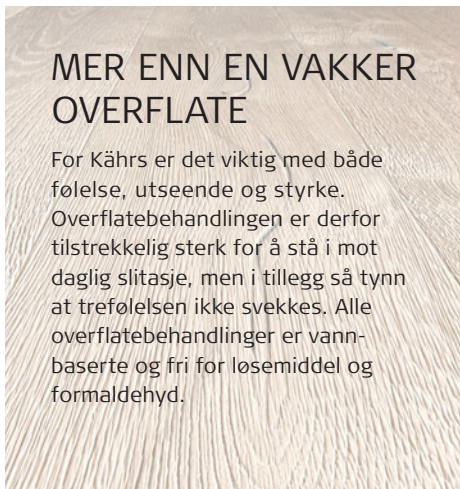 MER ENN EN VAKKER
OVERFLATE
For Kährs er det viktig med både
følelse, utseende og styrke.
Overflatebehandlingen er derfor
tilstrekkelig sterk for å stå i mot
daglig slitasje, men i tillegg så tynn
at trefølelsen ikke svekkes. Alle
overflatebehandlinger er vann-
baserte og fri for løsemiddel og
formaldehyd.